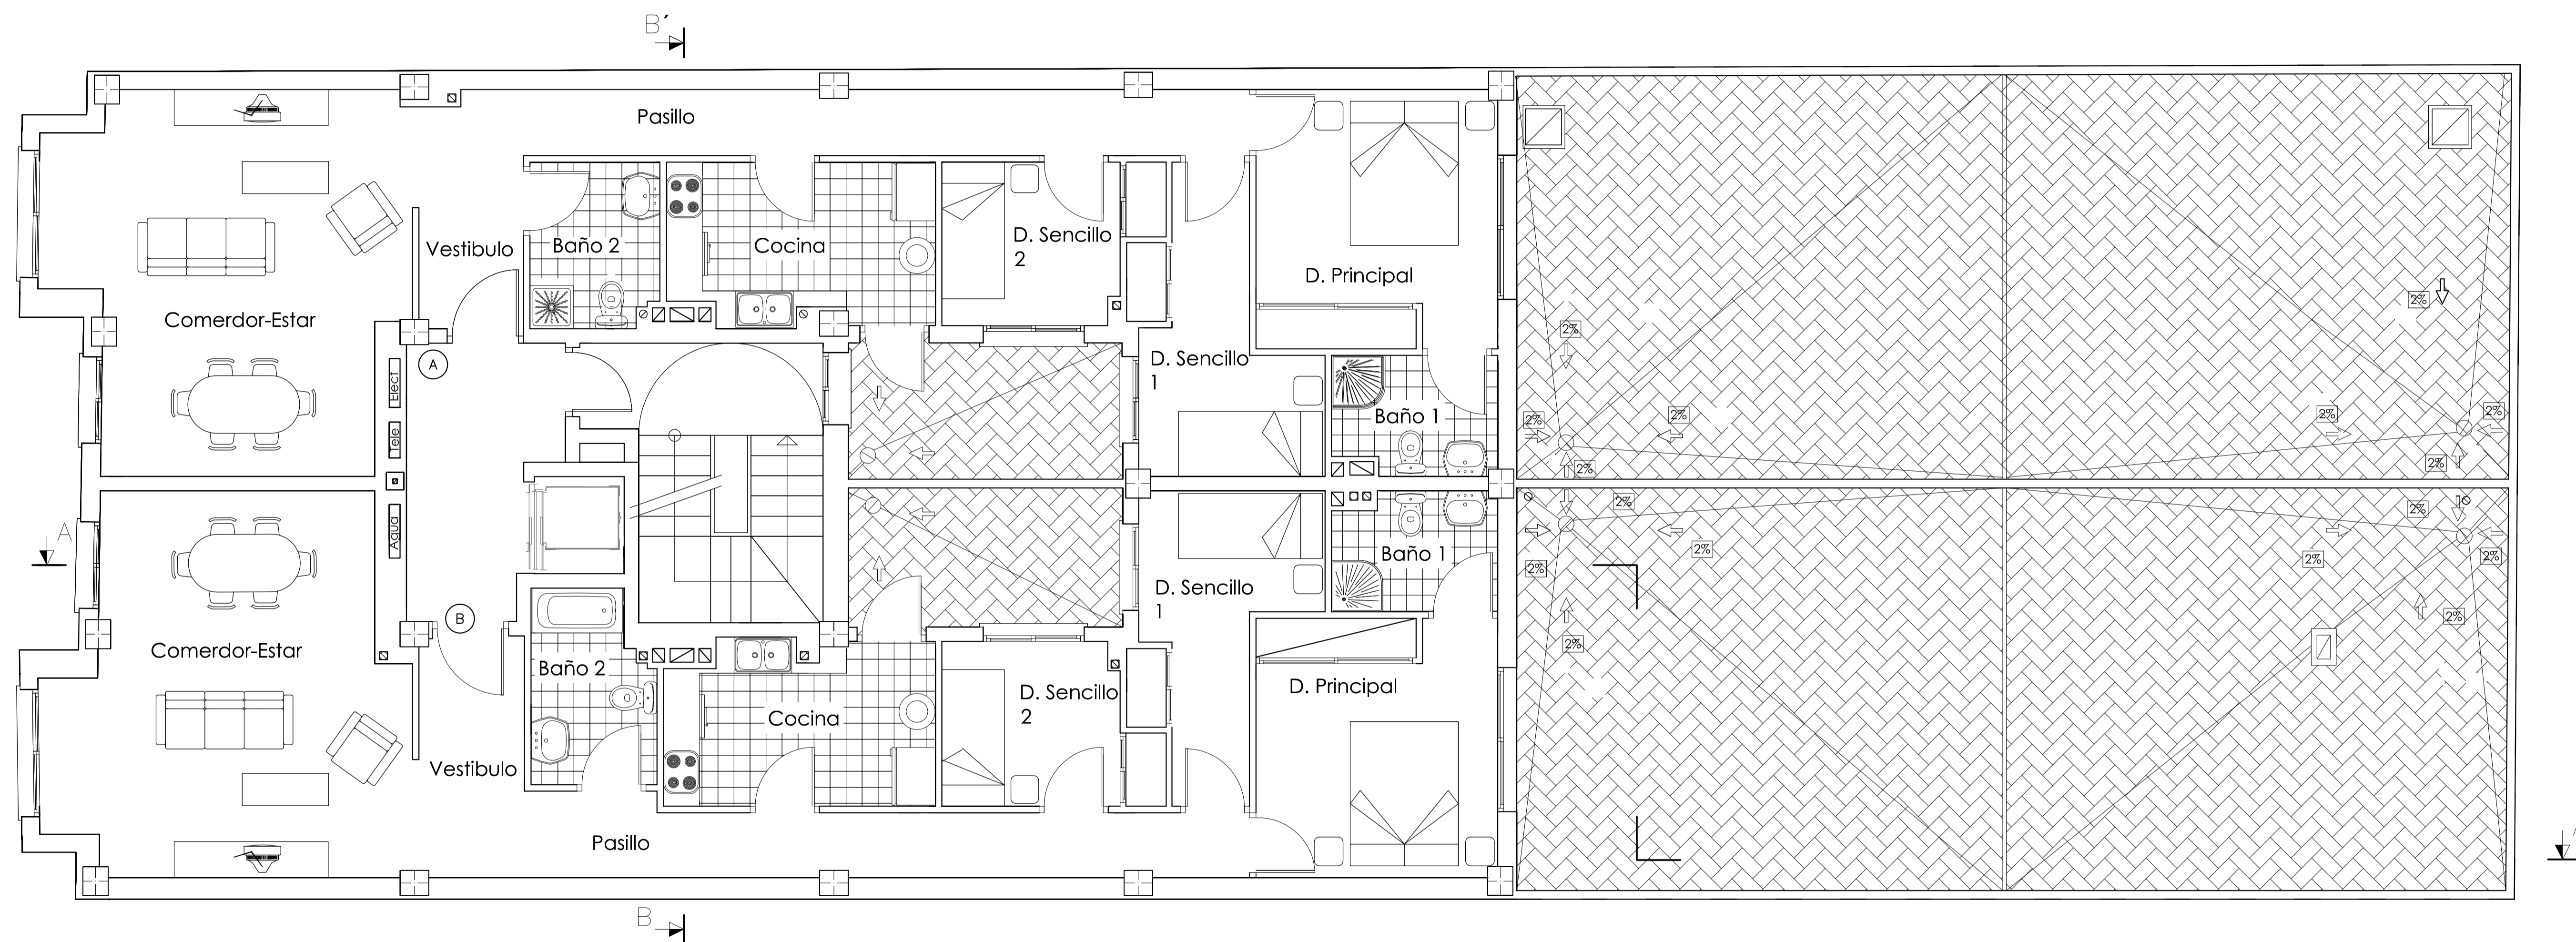 B´
Pasillo
Vestibulo
Baño 2
Cocina
D. Sencillo
2
D. Principal
Comerdor-Estar
2%
2%
A
Elect
Tele
D. Sencillo
1
Baño 1
2%
2%
2%
2%
2%
2%
A
Agua
B
Comerdor-Estar
Baño 2
Cocina
Vestibulo
D. Sencillo
2
D. Sencillo
1
Baño 1
D. Principal
2%
2%
2%
2%
2%
2%
2%
2%
Pasillo
B